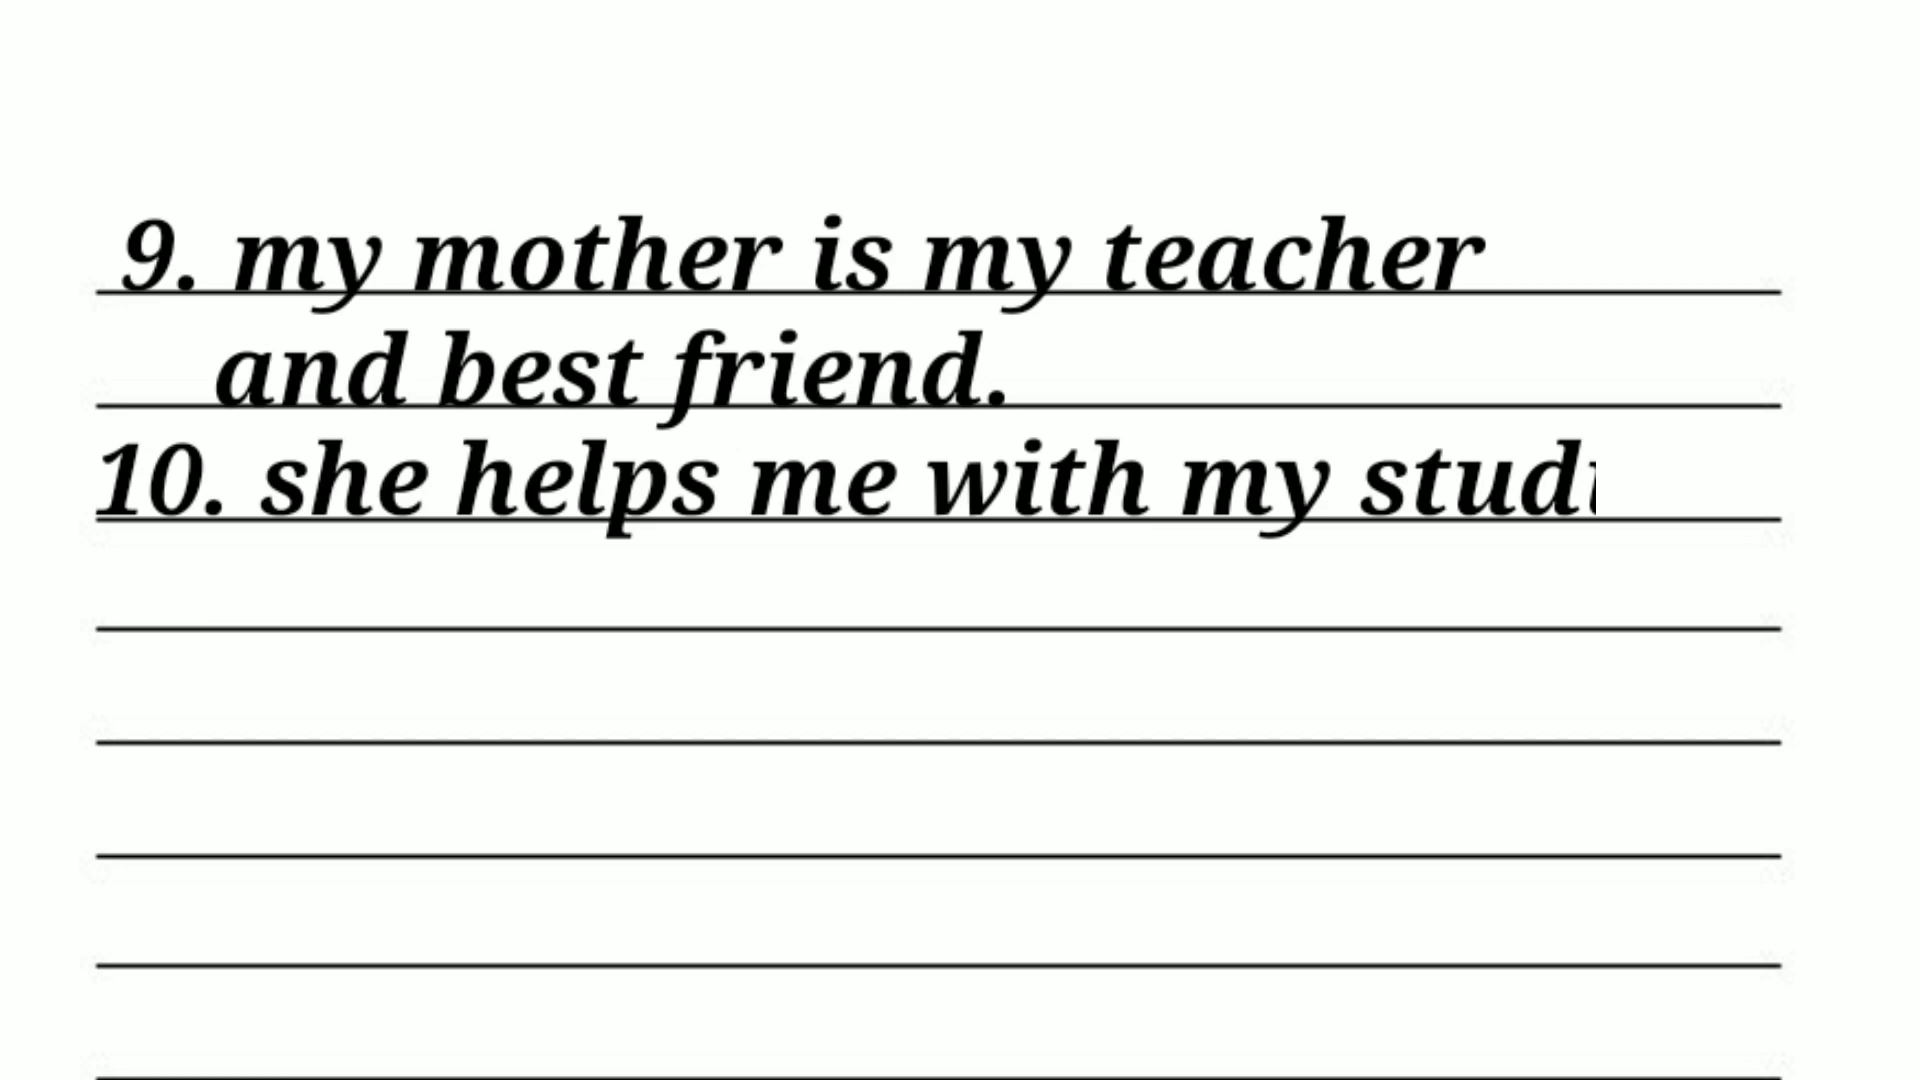 9. my mother is my teacher
and best friend.
10. she helps me with my